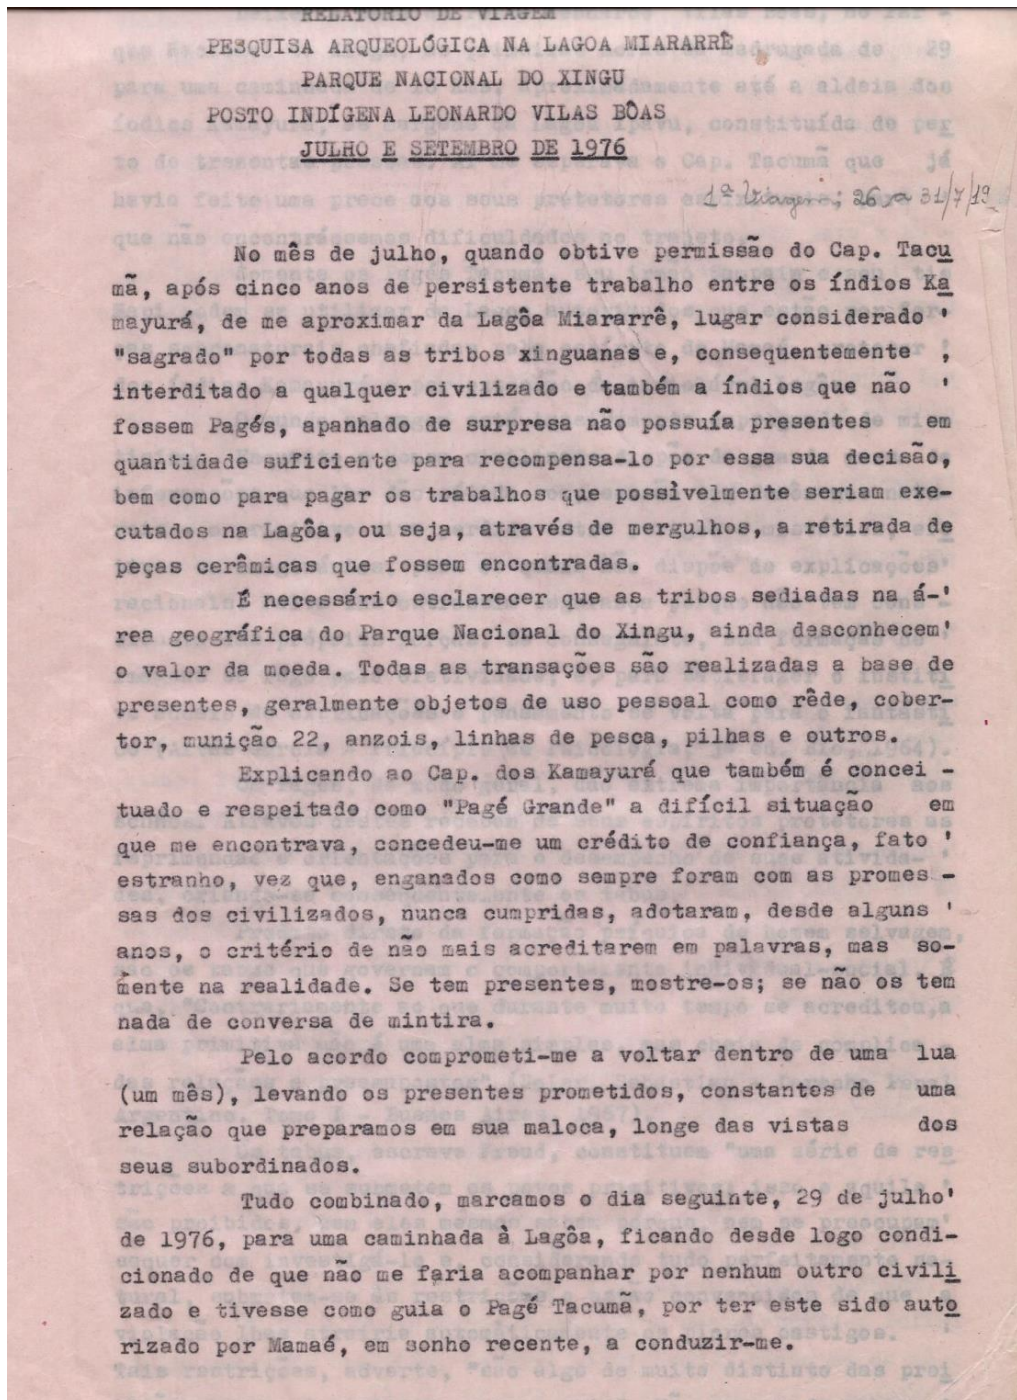 RELATÓRIO DE VIAGEM
PESQUISA ARQUEOLÓGICA NA LAGOA MIARARRÊ
PARQUE NACIONAL DO XINGU
POSTO INDÍGENA LEONARDO VILAS BÔAS
JULHO E SETEMBRO DE 1976
1ª Viagem; 26 a 31/7/19
No mês de julho, quando obtive permissão do Cap. Tacu
mã, após cinco anos de persistente trabalho entre os índios Ka
mayurá, de me aproximar da Lagôa Miararrê, lugar considerado '
"sagrado" por todas as tribos xinguanas e, consequentemente ,
interditado a qualquer civilizado e também a índios que não '
fossem Pagés, apanhado de surpresa não possuía presentes em
quantidade suficiente para recompensa-lo por essa sua decisão,
bem como para pagar os trabalhos que possìvelmente seriam exe-
cutados na Lagôa, ou seja, através de mergulhos, a retirada de
peças cerâmicas que fossem encontradas.
É necessário esclarecer que as tribos sediadas na á-'
rea geográfica do Parque Nacional do Xingu, ainda desconhecem'
o valor da moeda. Todas as transações são realizadas a base de
presentes, geralmente objetos de uso pessoal como rêde, cober-
tor, munição 22, anzois, linhas de pesca, pilhas e outros.
Explicando ao Cap. dos Kamayurá que também é concei -
tuado e respeitado como "Pagé Grande" a difícil situação em
que me encontrava, concedeu-me um crédito de confiança, fato '
estranho, vez que, enganados como sempre foram com as promes -
sas dos civilizados, nunca cumpridas, adotaram, desde alguns '
anos, o critério de não mais acreditarem em palavras, mas so-
mente na realidade. Se tem presentes, mostre-os; se não os tem
nada de conversa de mintira.
Pelo acordo comprometi-me a voltar dentro de uma lua
(um mês), levando os presentes prometidos, constantes de uma
relação que preparamos em sua maloca, longe das vistas dos
seus subordinados.
Tudo combinado, marcamos o dia seguinte, 29 de julho'
de 1976, para uma caminhada à Lagôa, ficando desde logo condi-
cionado de que não me faria acompanhar por nenhum outro civili
zado e tivesse como guia o Pagé Tacumã, por ter este sido auto
rizado por Mamaé, em sonho recente, a conduzir-me.